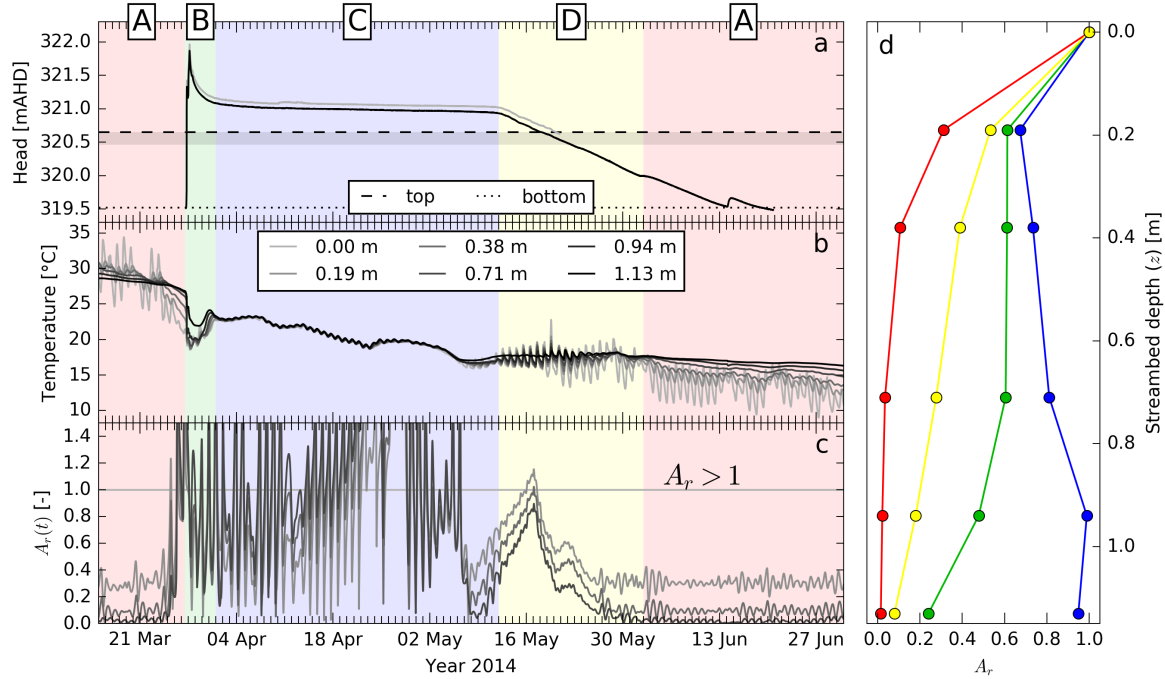 A B C D A
a
322.0
321.5
321.0
320.5
320.0
319.5
Head [mAHD]
top bottom
b
35
30
25
20
15
10
Temperature [°C]
0.00 m 0.38 m 0.94 m
0.19 m 0.71 m 1.13 m
c
1.4
1.2
1.0
0.8
0.6
0.4
0.2
0.0
A_r(t) [-]
A_r > 1
21 Mar 04 Apr 18 Apr 02 May 16 May 30 May 13 Jun 27 Jun
Year 2014
d
0.0
0.2
0.4
0.6
0.8
1.0
Streambed depth (z) [m]
0.0 0.2 0.4 0.6 0.8 1.0
A_r